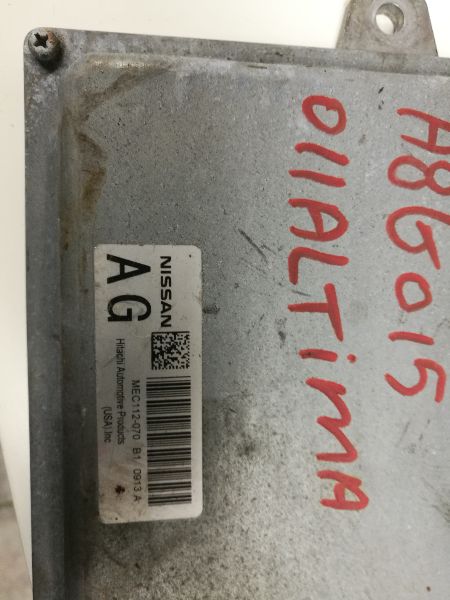 A8G015
011ALTiMA
NISSAN
AG
MEC112-070 B1 0913 A
Hitachi Automotive Products
(USA).Inc